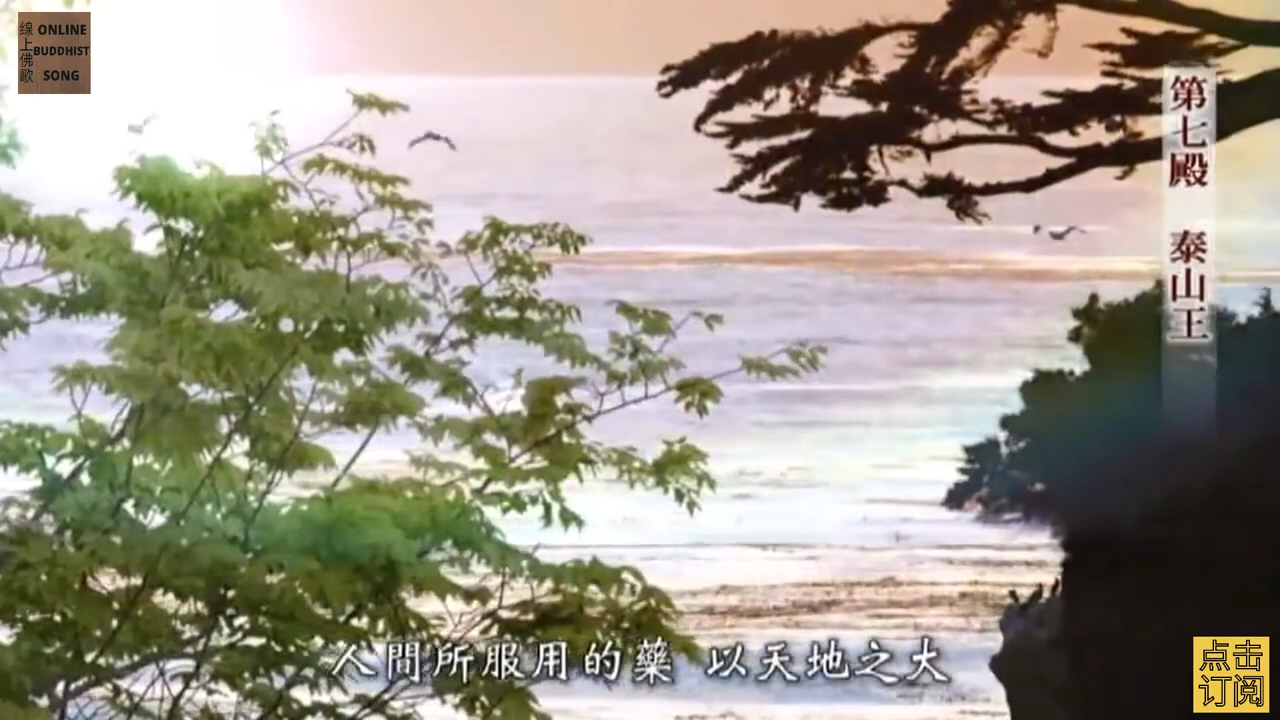 线上佛歌
ONLINE
BUDDHIST
SONG
第七殿 泰山王
人間所服用的藥 以天地之大
点击
订阅